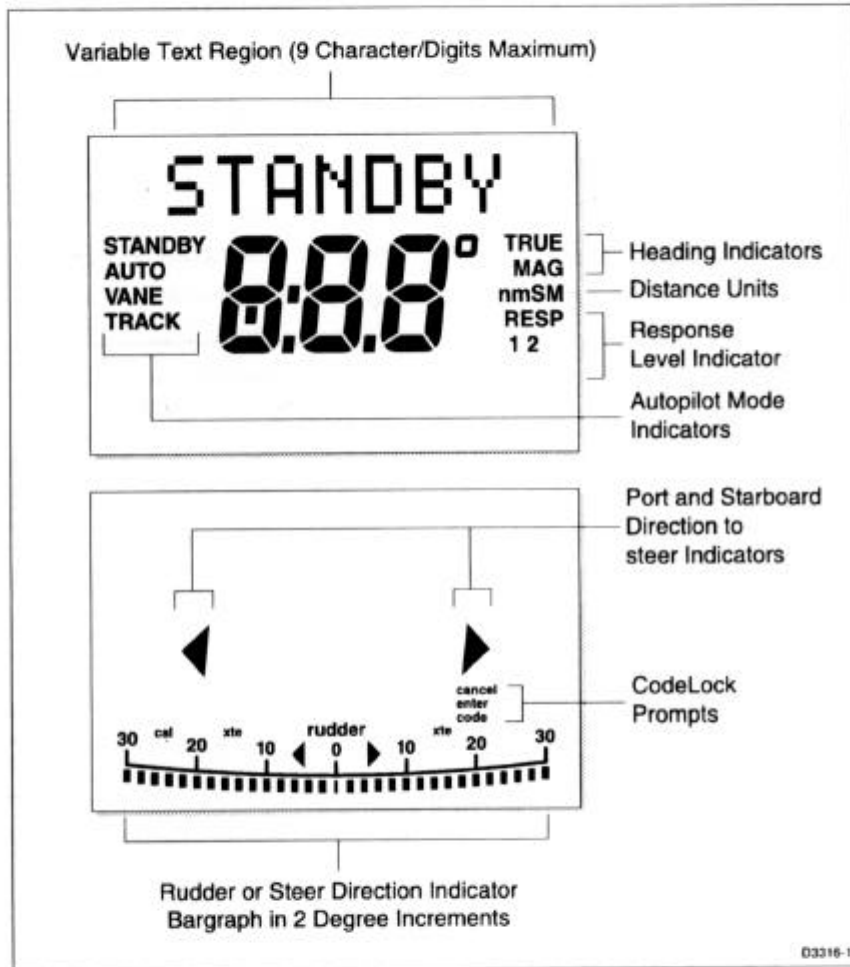 Variable Text Region (9 Character/Digits Maximum)
STANDBY
STANDBY
AUTO
VANE
TRACK
8:8.8°
TRUE
MAG
nmSM
RESP
1 2
Heading Indicators
Distance Units
Response
Level Indicator
Autopilot Mode
Indicators
Port and Starboard
Direction to
steer Indicators
cancel
enter
code
CodeLock
Prompts
30 cal 20 xte 10 rudder 0 10 xte 20 30
Rudder or Steer Direction Indicator
Bargraph in 2 Degree Increments
D3316-1